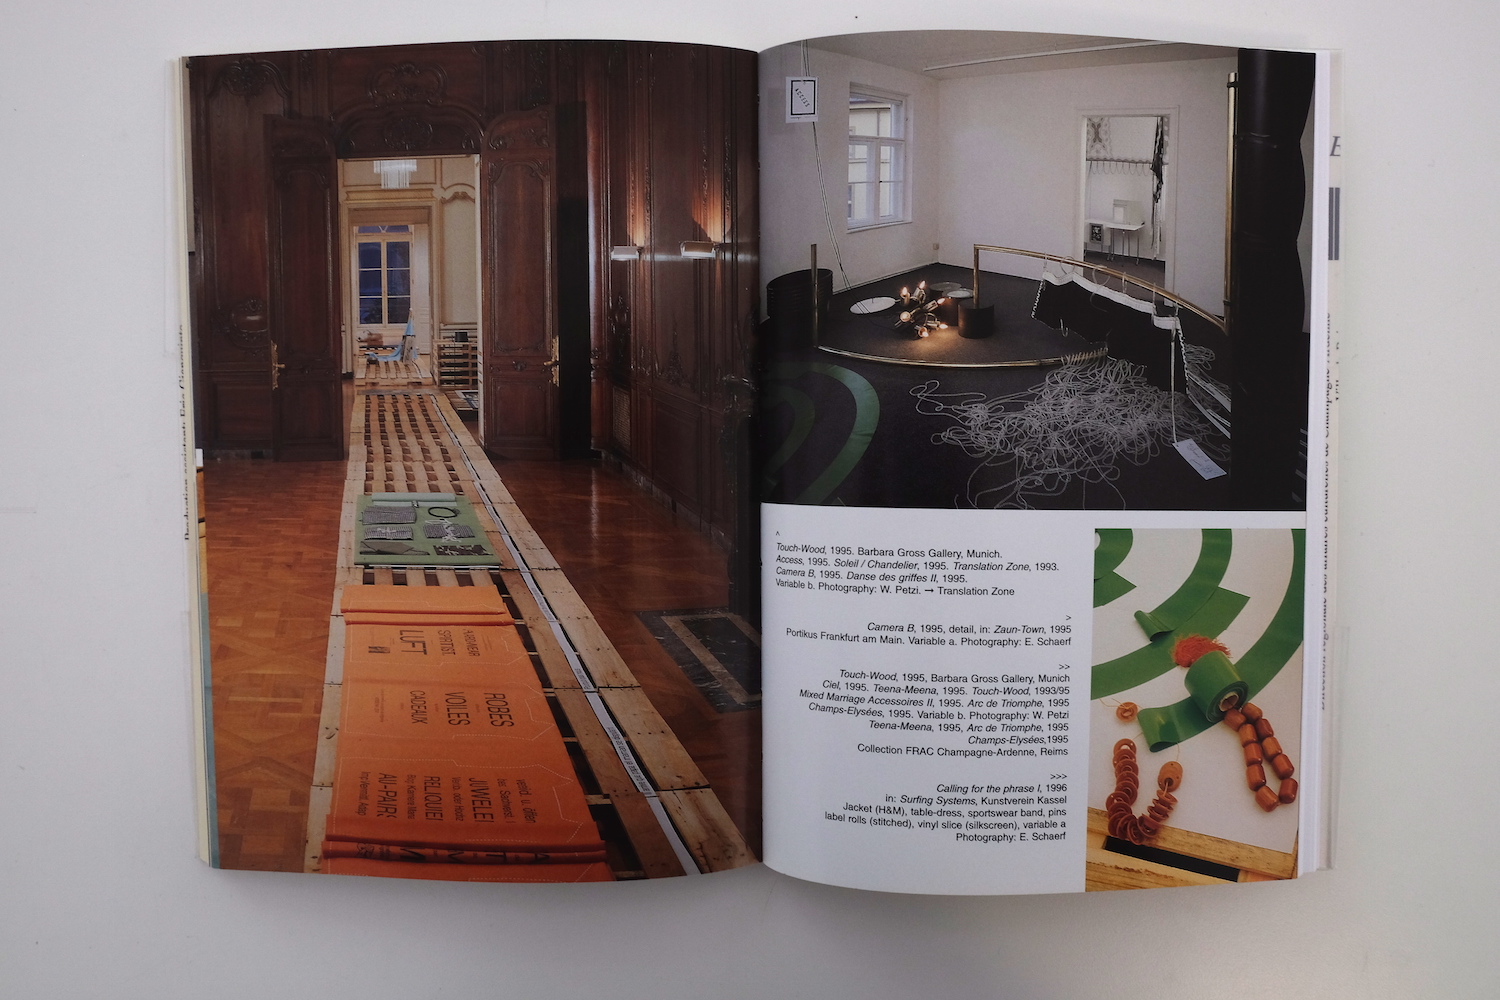 Production assistant:
LUFT
SPIRITIST.
CADEAUX
VOILES
ROBES
AU-PAIR
RELIQUIEN
JUWELEN
ACCESS
^
Touch-Wood, 1995. Barbara Gross Gallery, Munich.
Access, 1995. Soleil / Chandelier, 1995. Translation Zone, 1993.
Camera B, 1995. Danse des griffes II, 1995.
Variable b. Photography: W. Petzi. → Translation Zone
>
Camera B, 1995, detail, in: Zaun-Town, 1995
Portikus Frankfurt am Main. Variable a. Photography: E. Schaerf
>>
Touch-Wood, 1995, Barbara Gross Gallery, Munich
Ciel, 1995. Teena-Meena, 1995. Touch-Wood, 1993/95
Mixed Marriage Accessoires II, 1995. Arc de Triomphe, 1995
Champs-Elysées, 1995. Variable b. Photography: W. Petzi
Teena-Meena, 1995, Arc de Triomphe, 1995
Champs-Elysées,1995
Collection FRAC Champagne-Ardenne, Reims
>>>
Calling for the phrase I, 1996
in: Surfing Systems, Kunstverein Kassel
Jacket (H&M), table-dress, sportswear band, pins
label rolls (stitched), vinyl slice (silkscreen), variable a
Photography: E. Schaerf